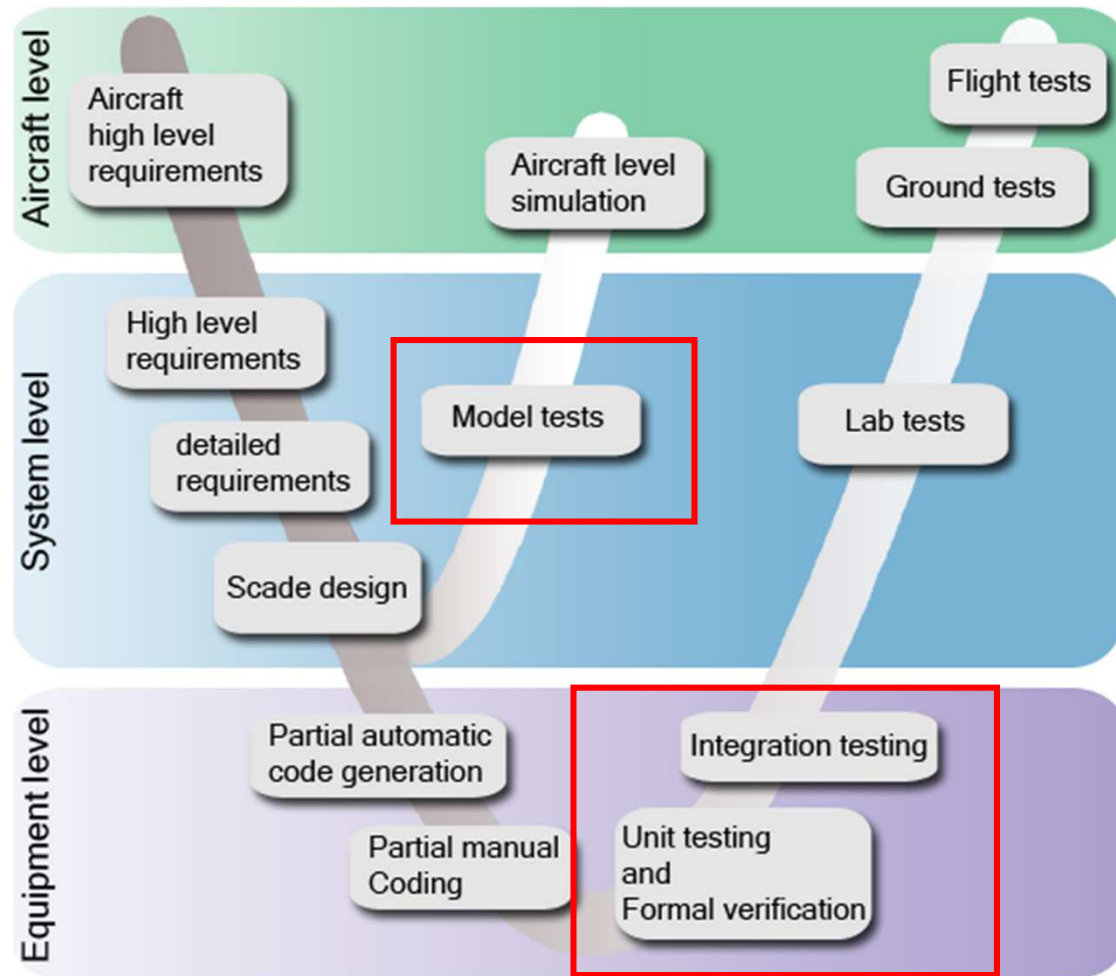 Aircraft level
Aircraft
high level
requirements
Aircraft level
simulation
Flight tests
Ground tests
System level
High level
requirements
detailed
requirements
Scade design
Model tests
Lab tests
Equipment level
Partial automatic
code generation
Partial manual
Coding
Integration testing
Unit testing
and
Formal verification